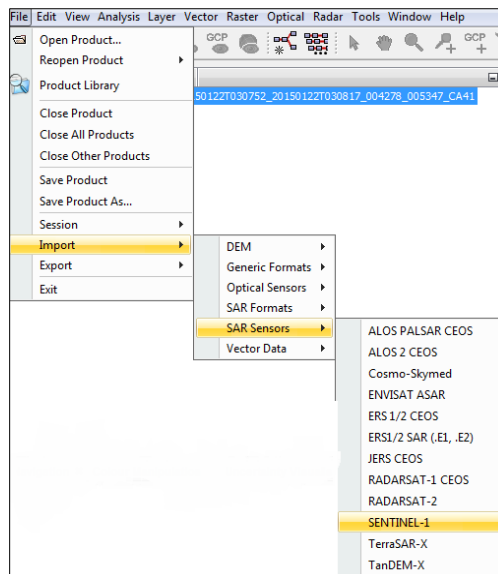 File Edit View Analysis Layer Vector Raster Optical Radar Tools Window Help
Open Product...
GCP
GCP
Reopen Product
Product Library
50122T030752_20150122T030817_004278_005347_CA41
Close Product
Close All Products
Close Other Products
Save Product
Save Product As...
Session
Import
Export
Exit
DEM
Generic Formats
Optical Sensors
SAR Formats
SAR Sensors
Vector Data
ALOS PALSAR CEOS
ALOS 2 CEOS
Cosmo-Skymed
ENVISAT ASAR
ERS 1/2 CEOS
ERS1/2 SAR (.E1, .E2)
JERS CEOS
RADARSAT-1 CEOS
RADARSAT-2
SENTINEL-1
TerraSAR-X
TanDEM-X